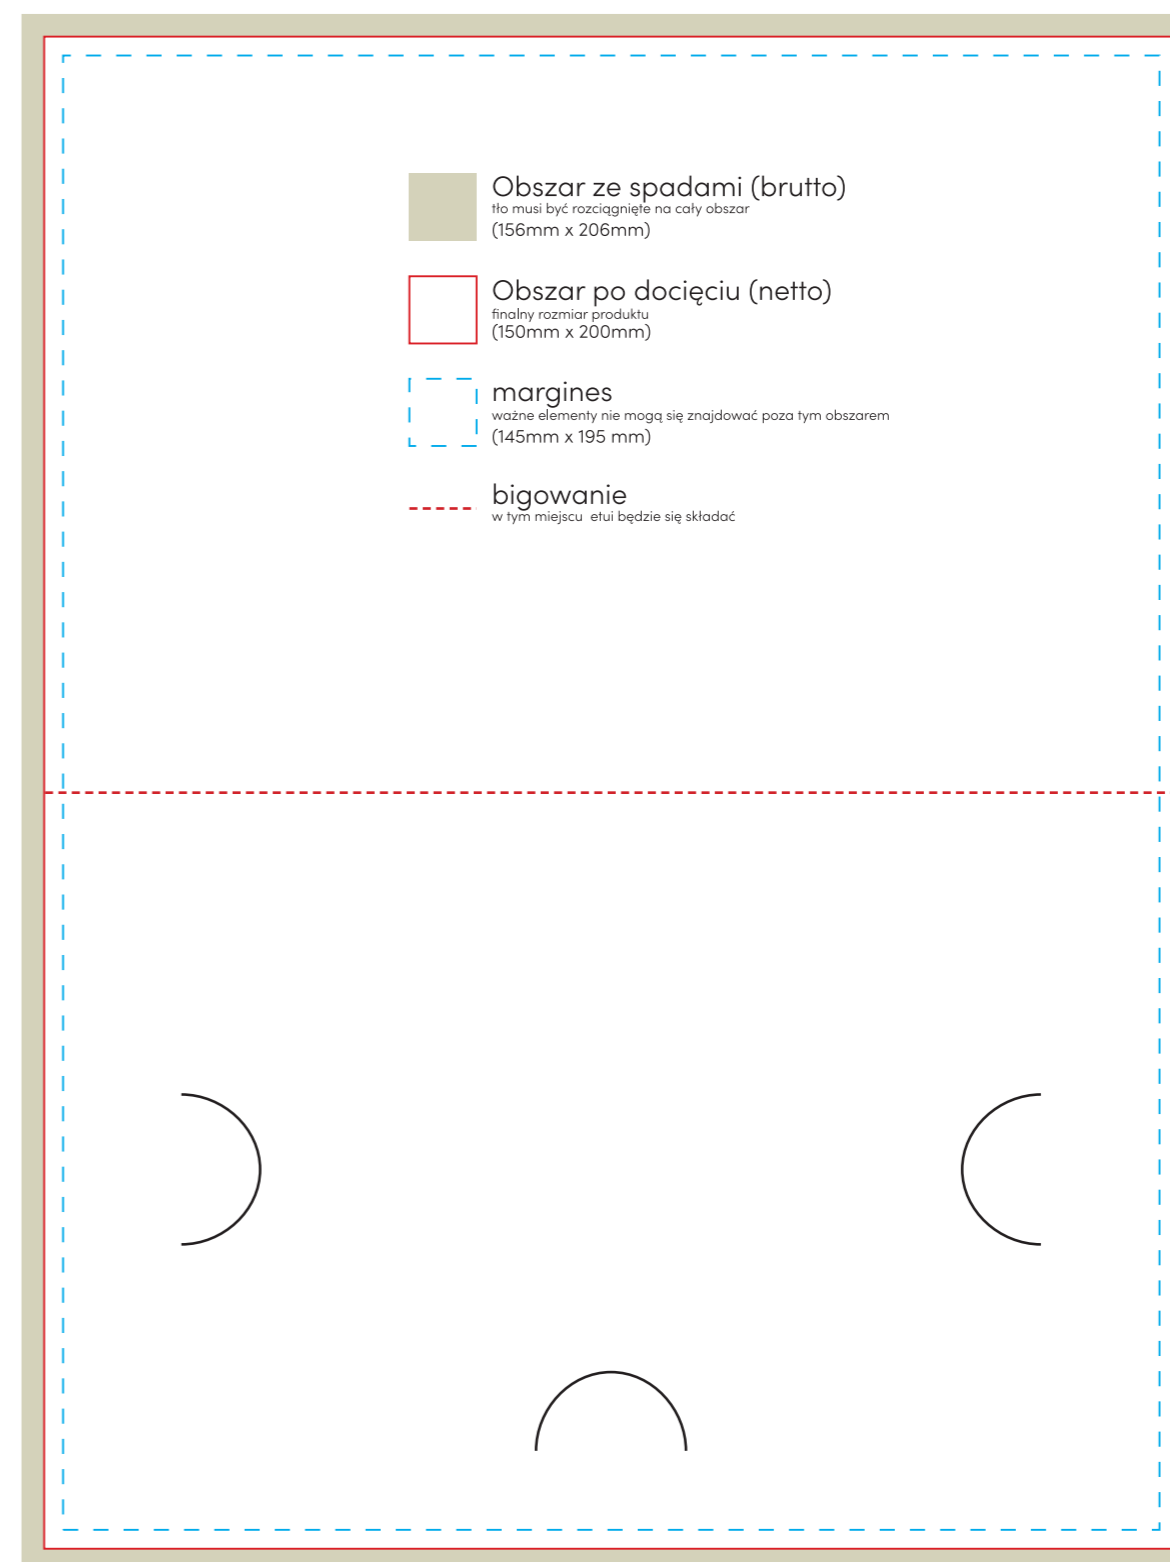 Obszar ze spadami (brutto)
tło musi być rozciągnięte na cały obszar
(156mm x 206mm)
Obszar po docięciu (netto)
finalny rozmiar produktu
(150mm x 200mm)
margines
ważne elementy nie mogą się znajdować poza tym obszarem
(145mm x 195 mm)
bigowanie
w tym miejscu  etui będzie się składać